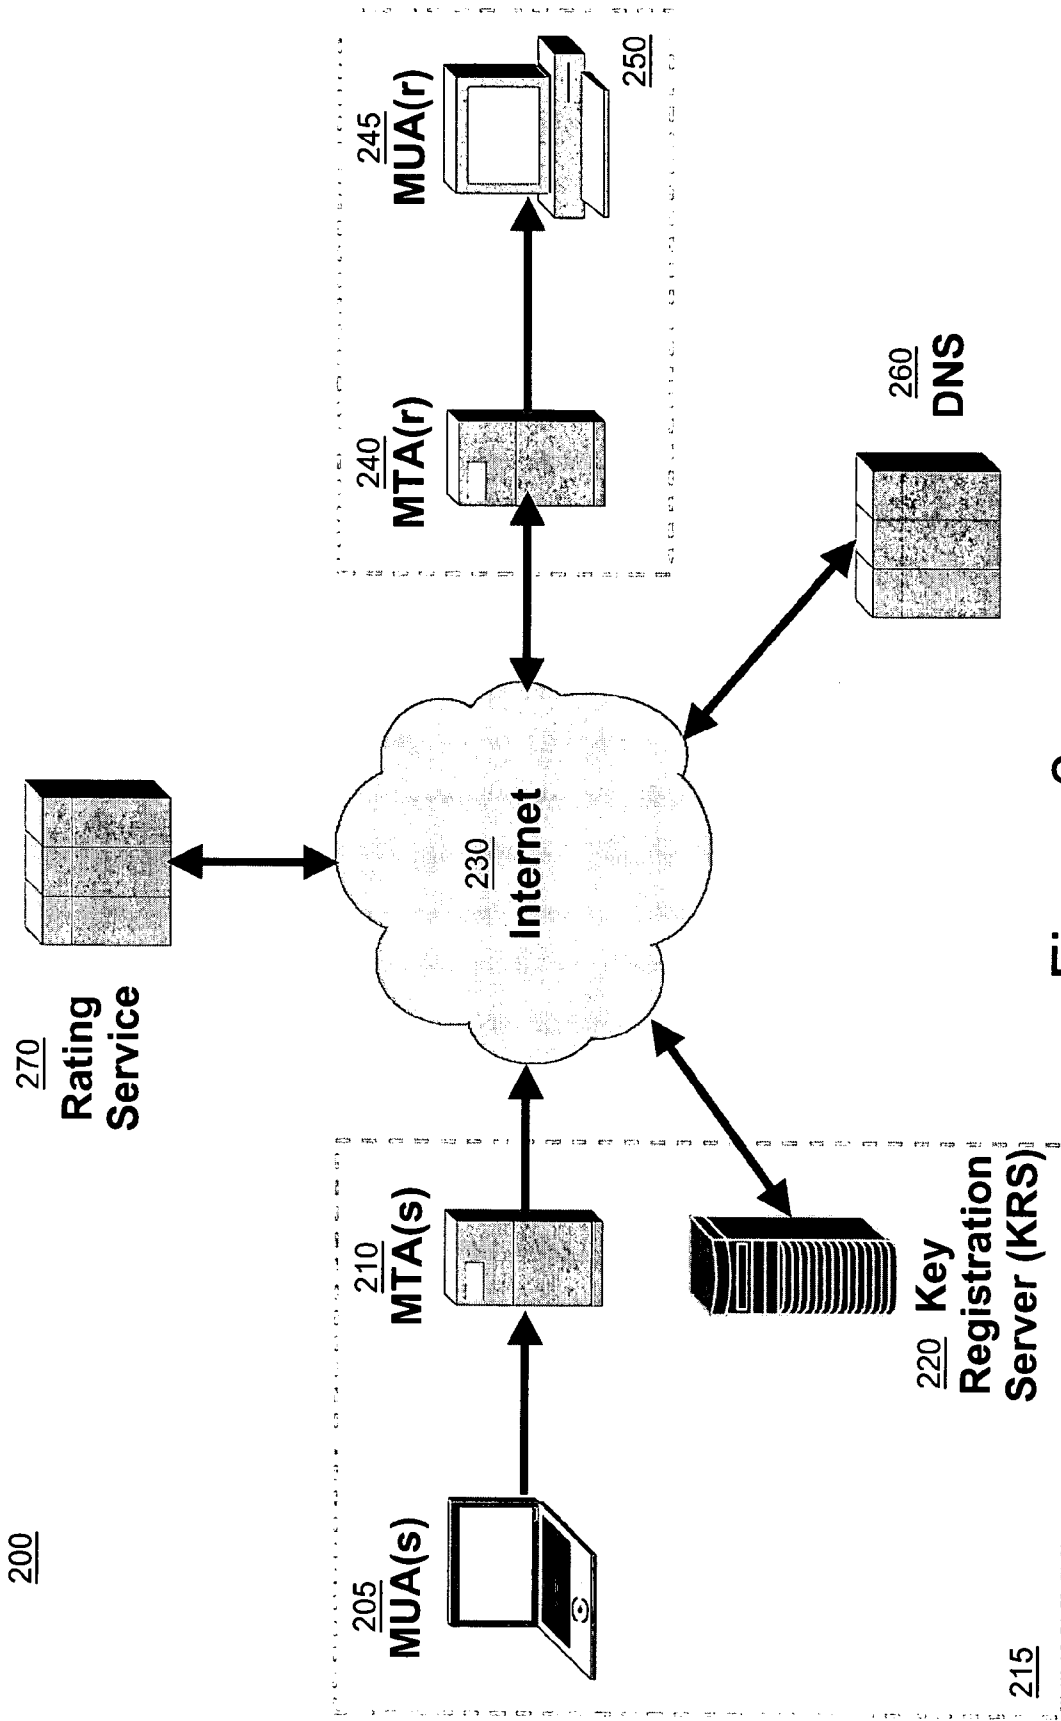 200
270
Rating
Service
205
MUA(s)
210
MTA(s)
230
Internet
240
MTA(r)
245
MUA(r)
250
220 Key
Registration
Server (KRS)
260
DNS
215